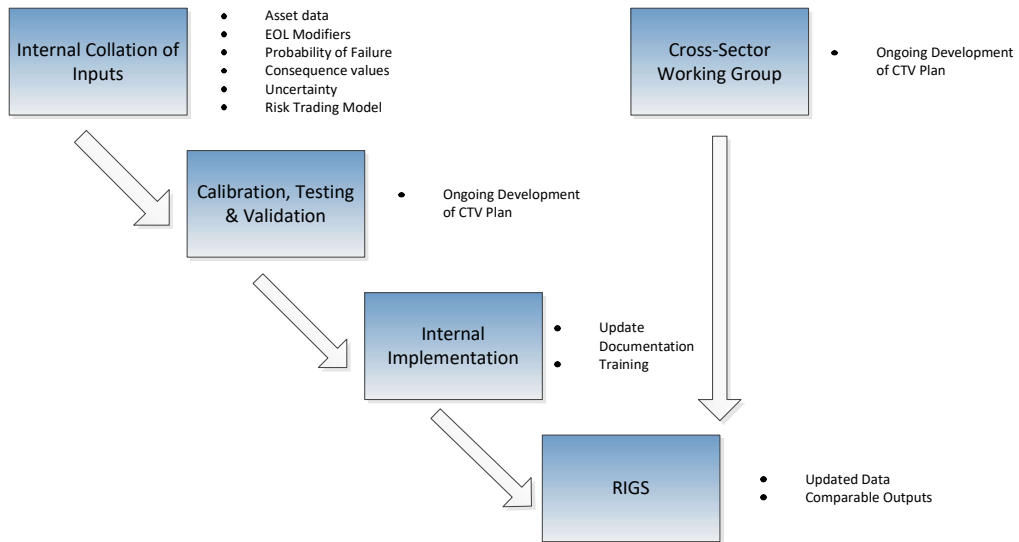 Internal Collation of
Inputs
• Asset data
• EOL Modifiers
• Probability of Failure
• Consequence values
• Uncertainty
• Risk Trading Model
Cross-Sector
Working Group
• Ongoing Development
of CTV Plan
Calibration, Testing
& Validation
• Ongoing Development
of CTV Plan
Internal
Implementation
• Update
Documentation
• Training
RIGS
• Updated Data
• Comparable Outputs